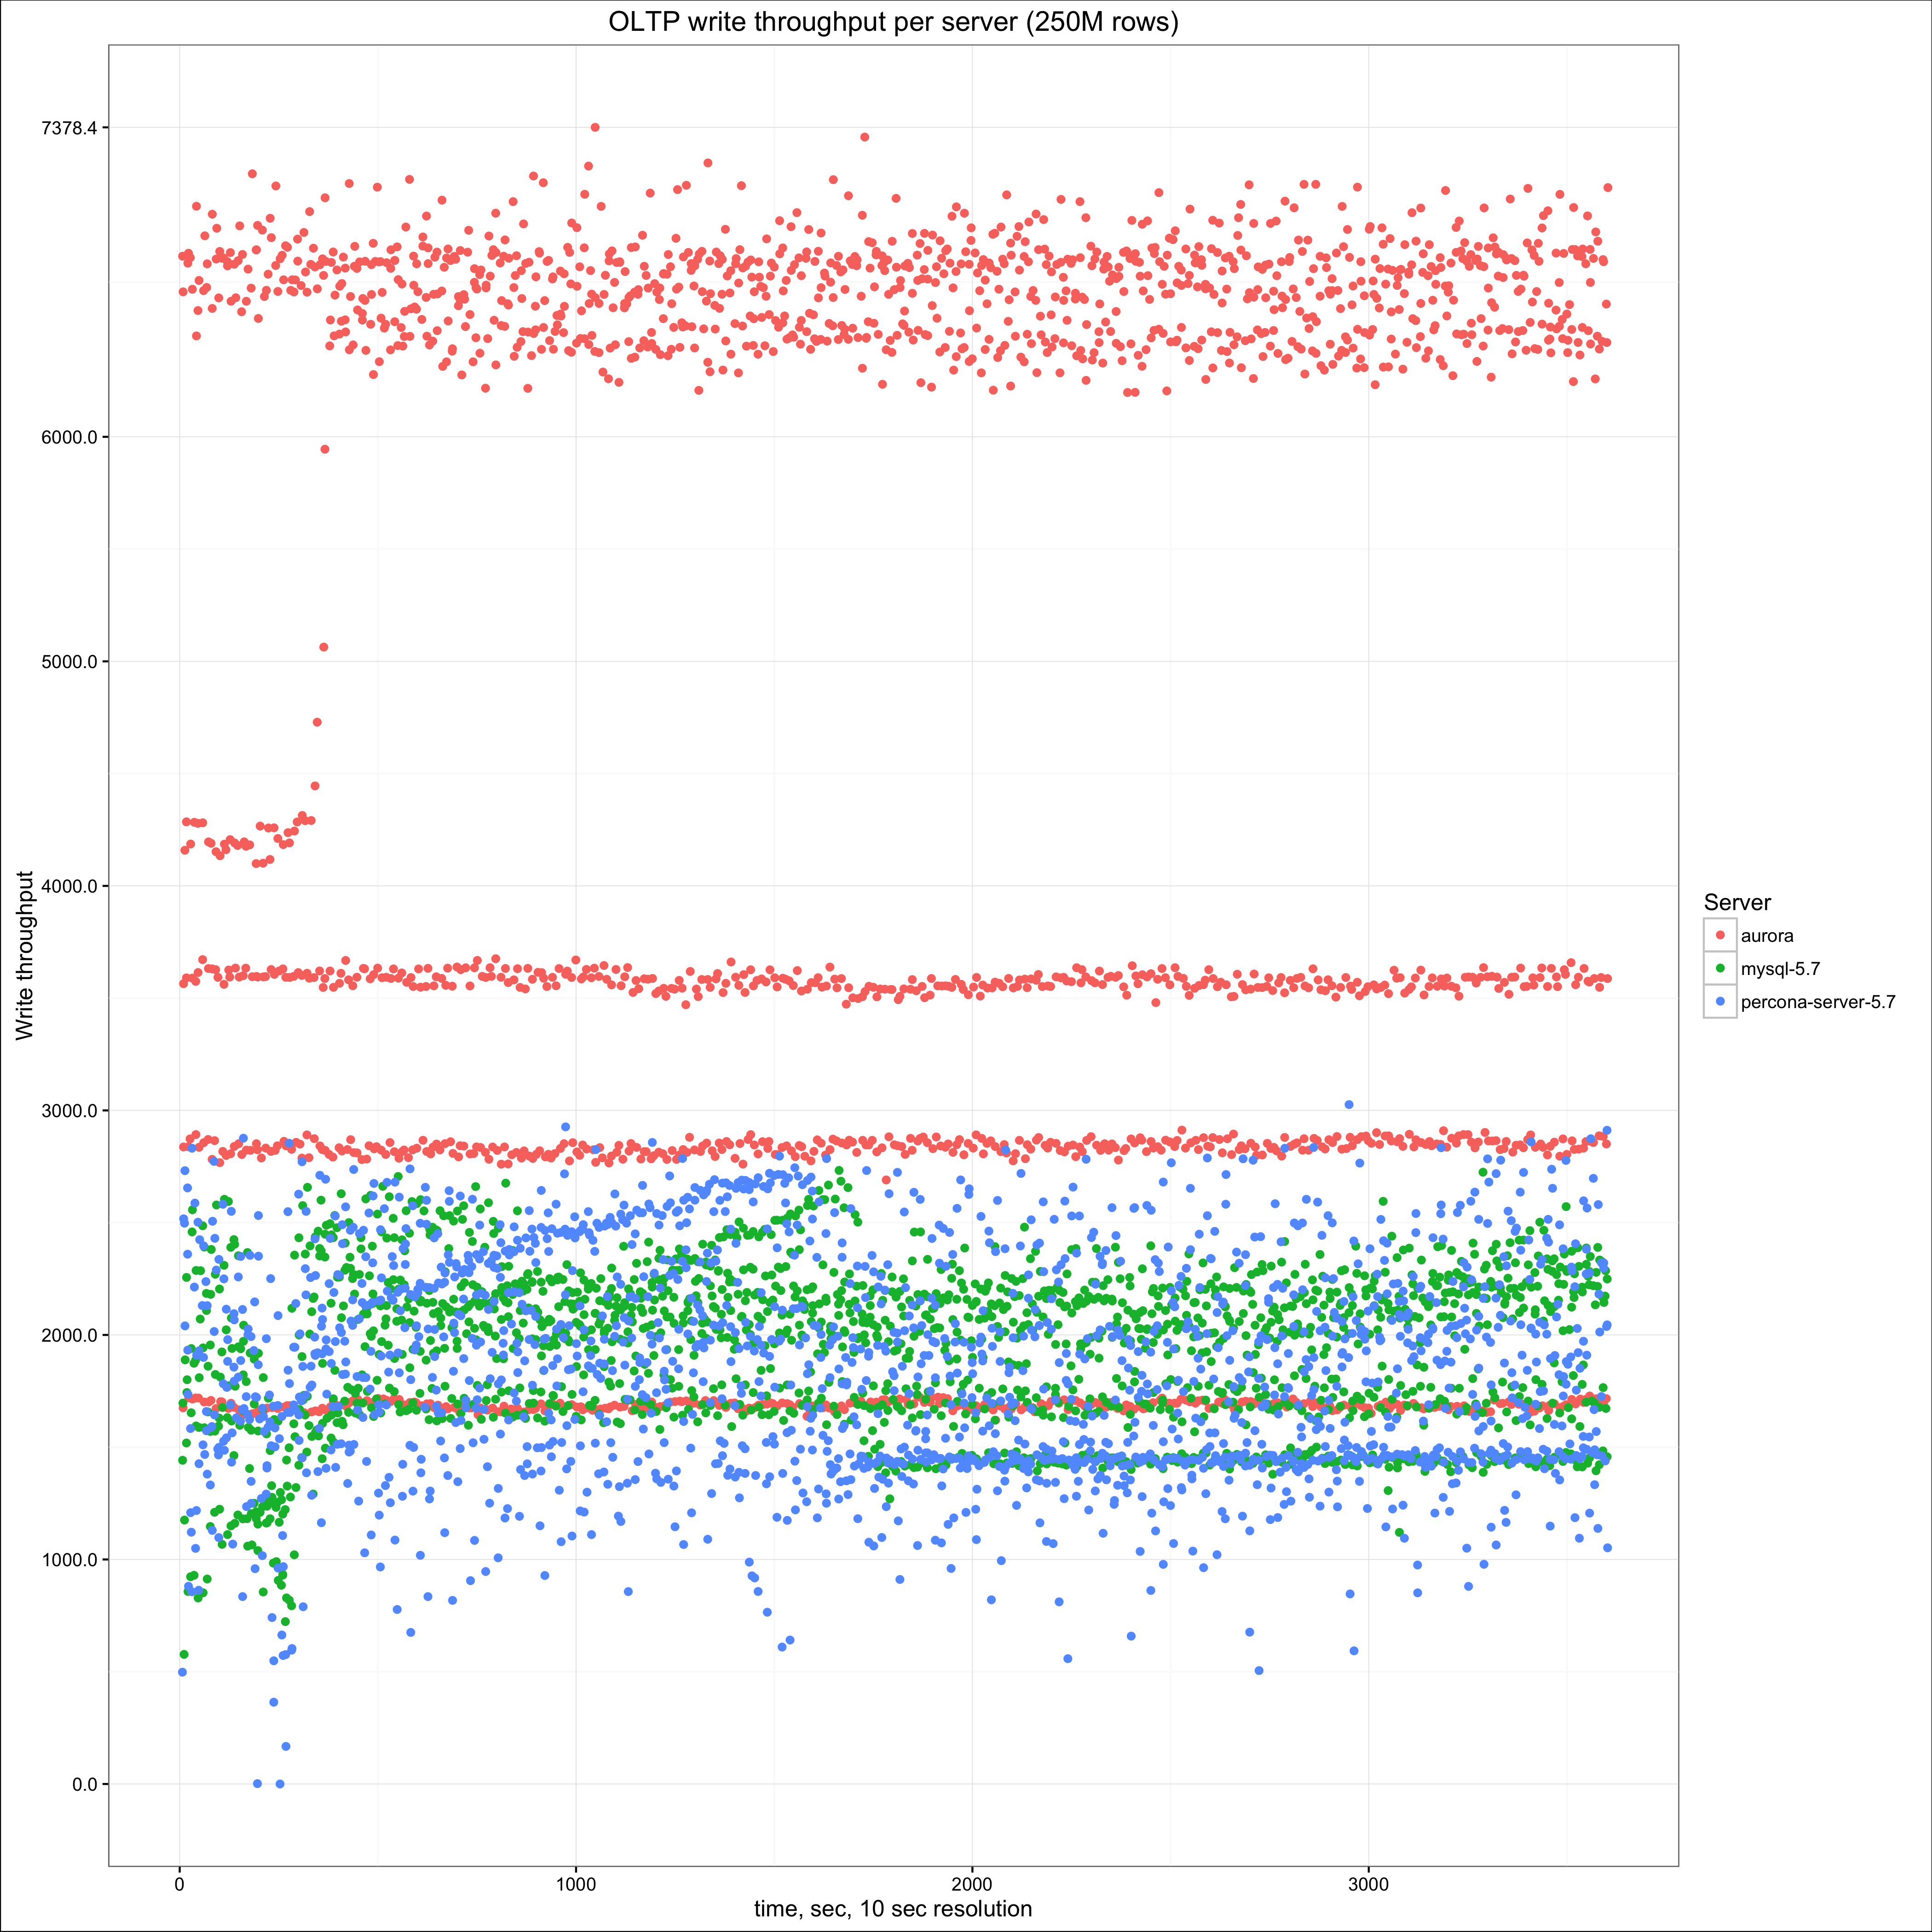 OLTP write throughput per server (250M rows)
7378.4
6000.0
5000.0
4000.0
3000.0
2000.0
1000.0
0.0
Write throughput
0 1000 2000 3000
time, sec, 10 sec resolution
Server
aurora
mysql-5.7
percona-server-5.7